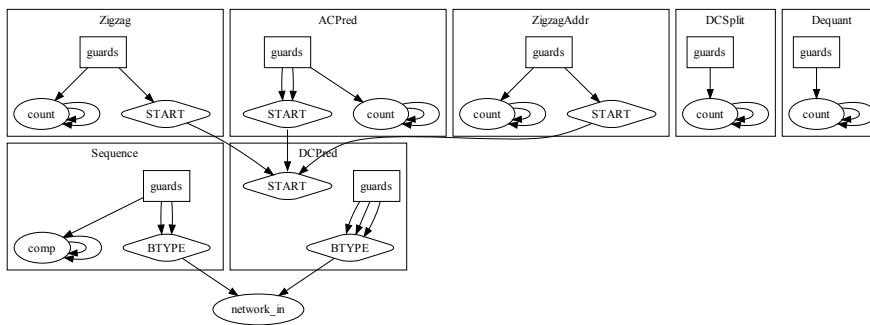 Zigzag
ACPred
ZigzagAddr
DCSplit
Dequant
guards
guards
guards
guards
guards
count
START
START
count
count
START
count
count
Sequence
DCPred
guards
START
guards
comp
BTYPE
BTYPE
network_in